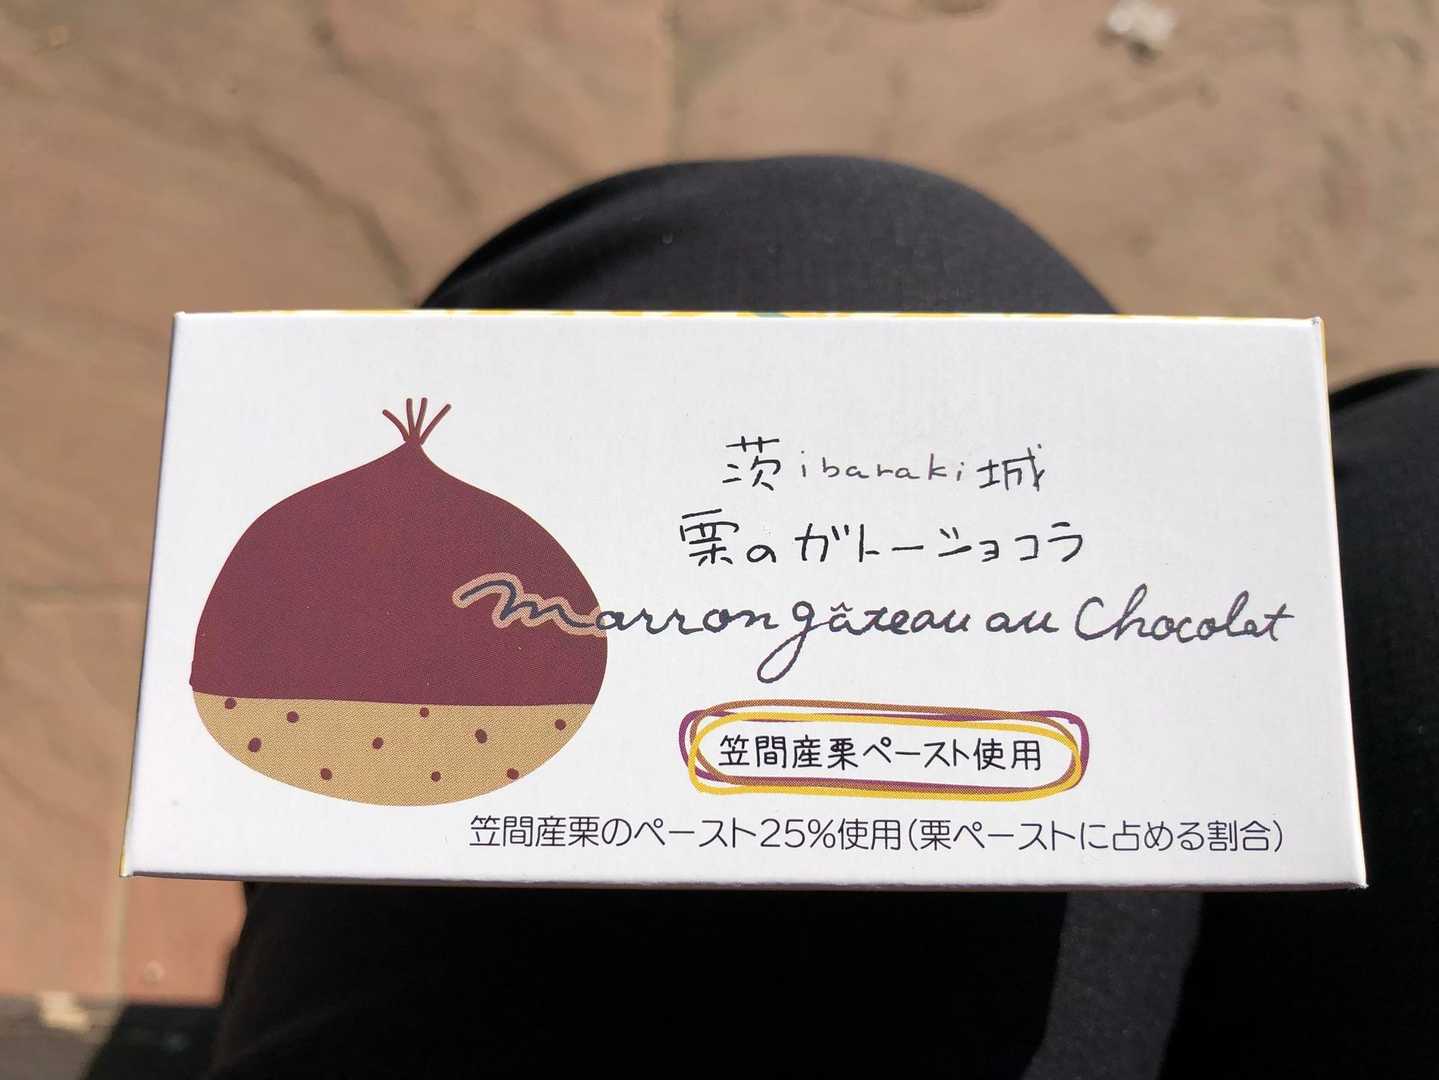 茨ibaraki城
栗のガトーショコラ
marron gâteau au Chocolat
笠間産栗ペースト使用
笠間産栗のペースト25%使用(栗ペーストに占める割合)